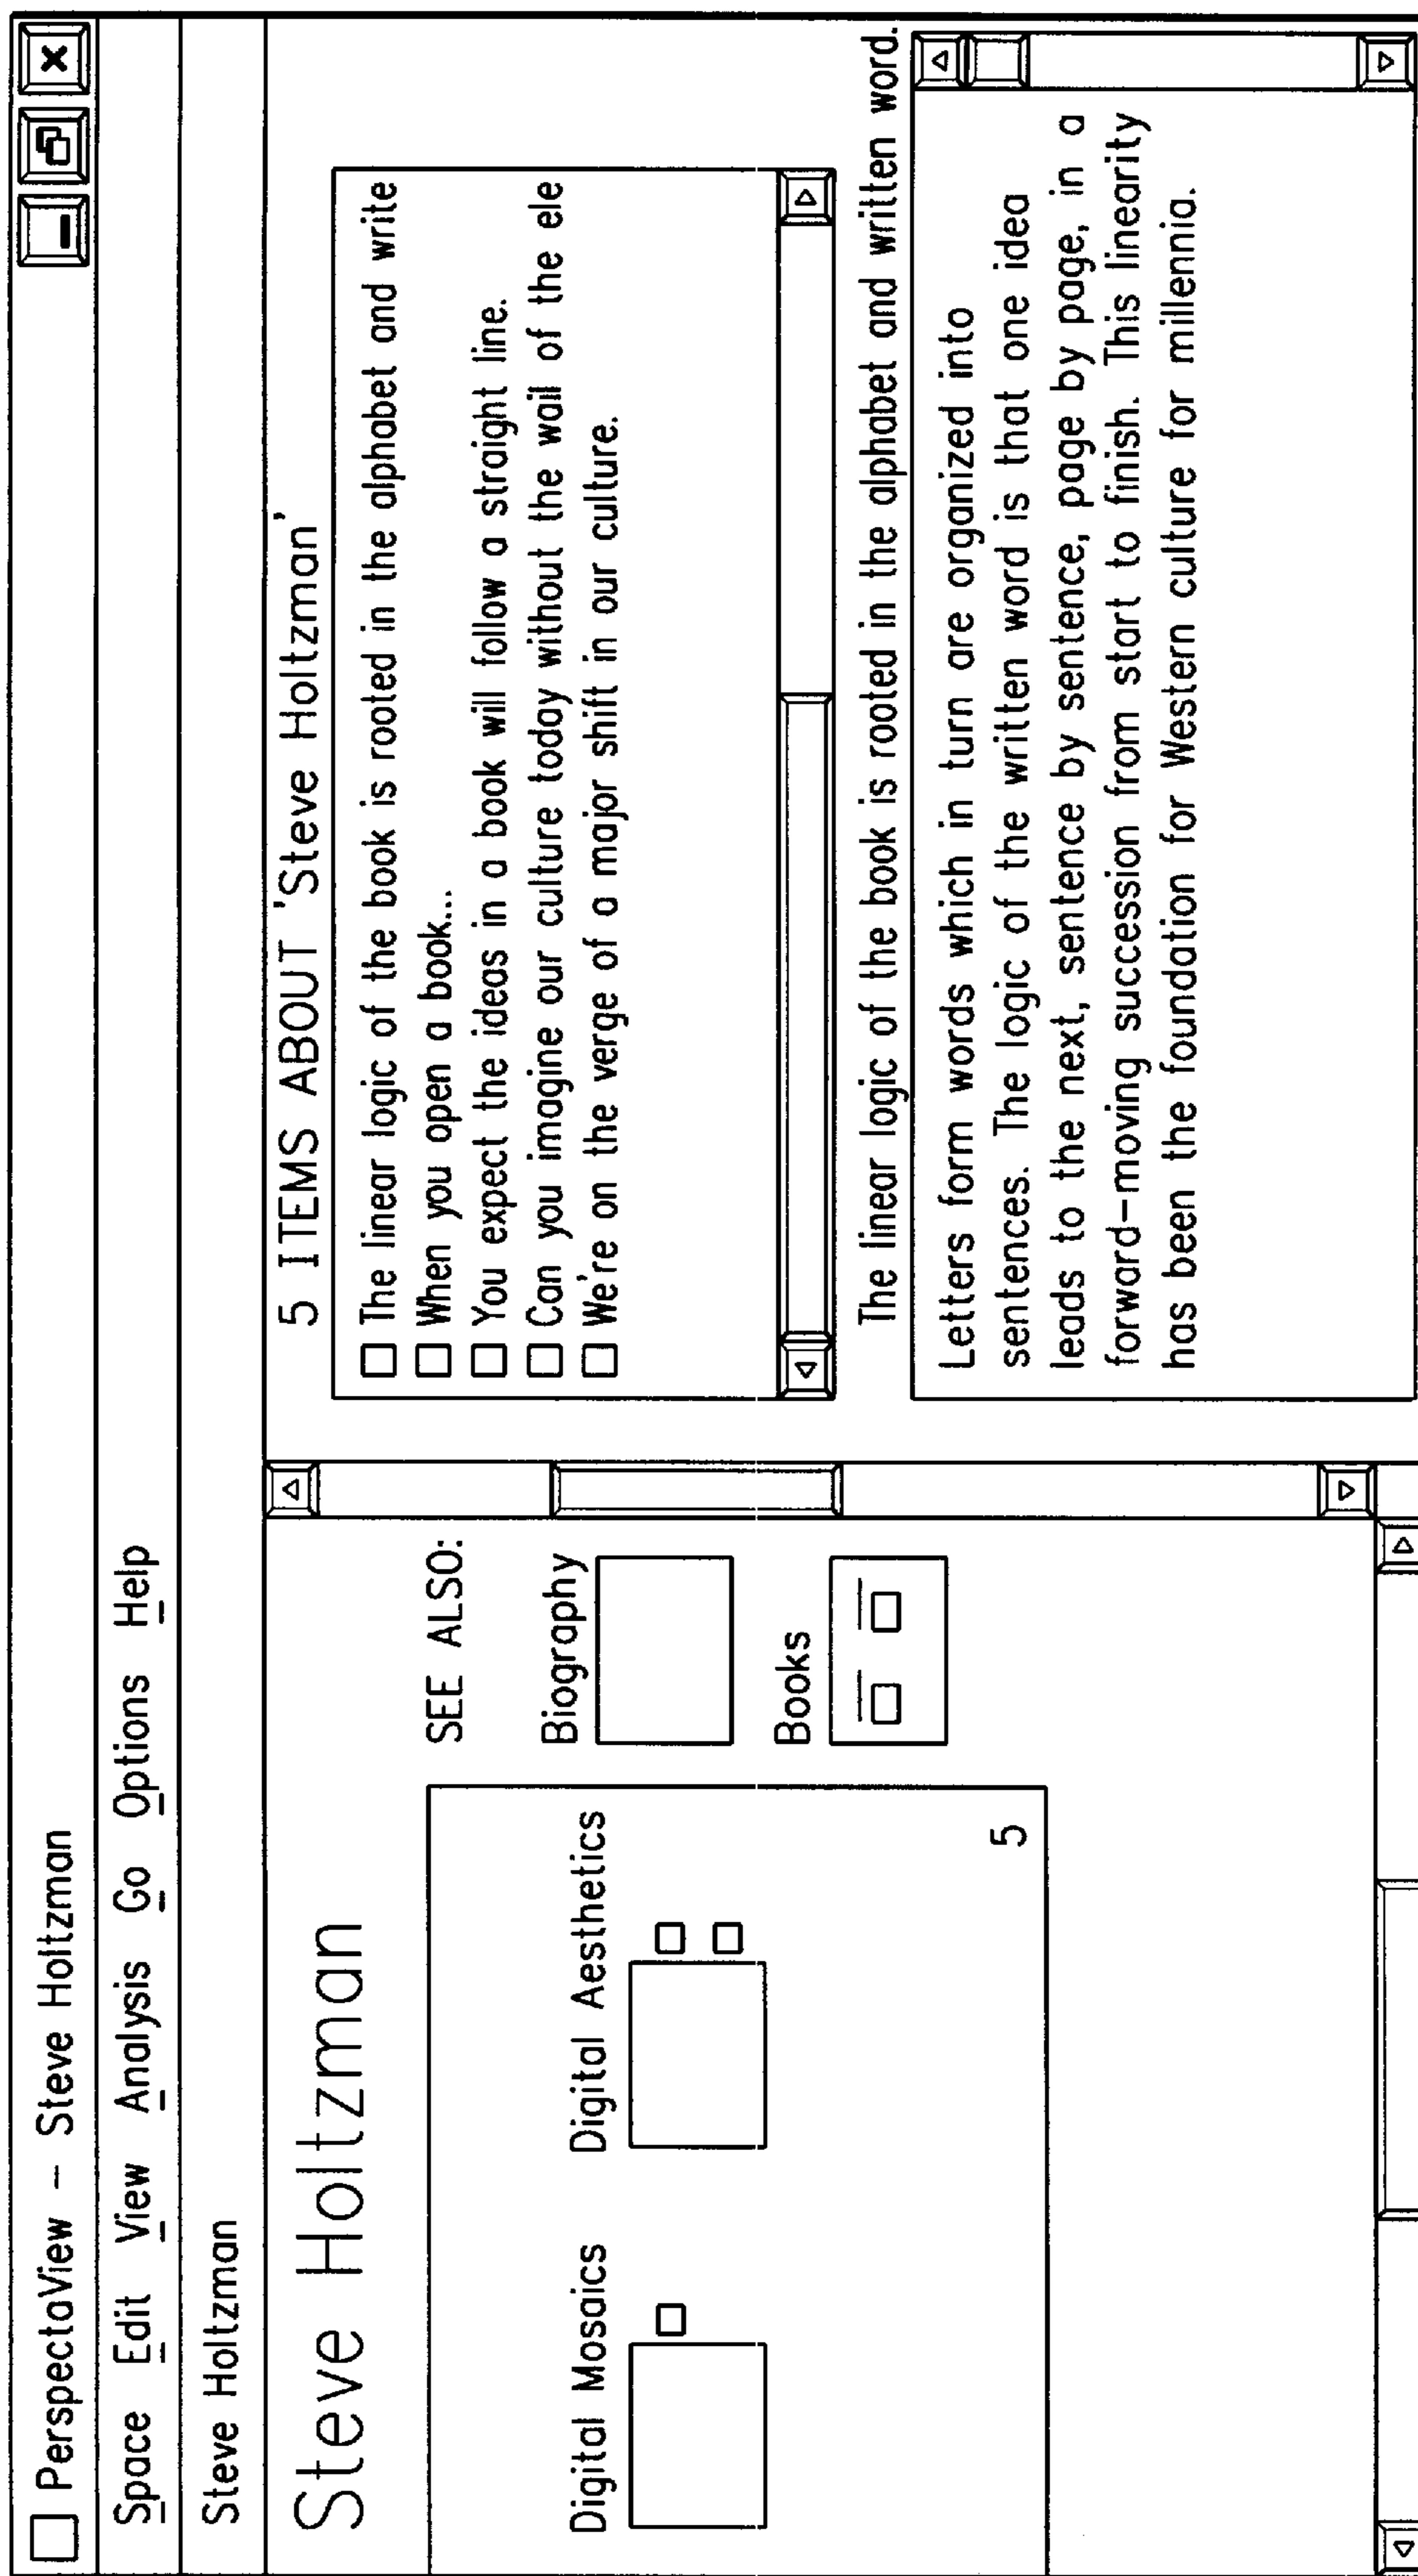 PerspectaView – Steve Holtzman
Space Edit View Analysis Go Options Help
Steve Holtzman
Steve Holtzman
SEE ALSO:
Digital Mosaics
Digital Aesthetics
Biography
Books
5
5 ITEMS ABOUT 'Steve Holtzman'
The linear logic of the book is rooted in the alphabet and write
When you open a book...
You expect the ideas in a book will follow a straight line.
Can you imagine our culture today without the wail of the ele
We're on the verge of a major shift in our culture.
The linear logic of the book is rooted in the alphabet and written word.
Letters form words which in turn are organized into
sentences. The logic of the written word is that one idea
leads to the next, sentence by sentence, page by page, in a
forward–moving succession from start to finish. This linearity
has been the foundation for Western culture for millennia.